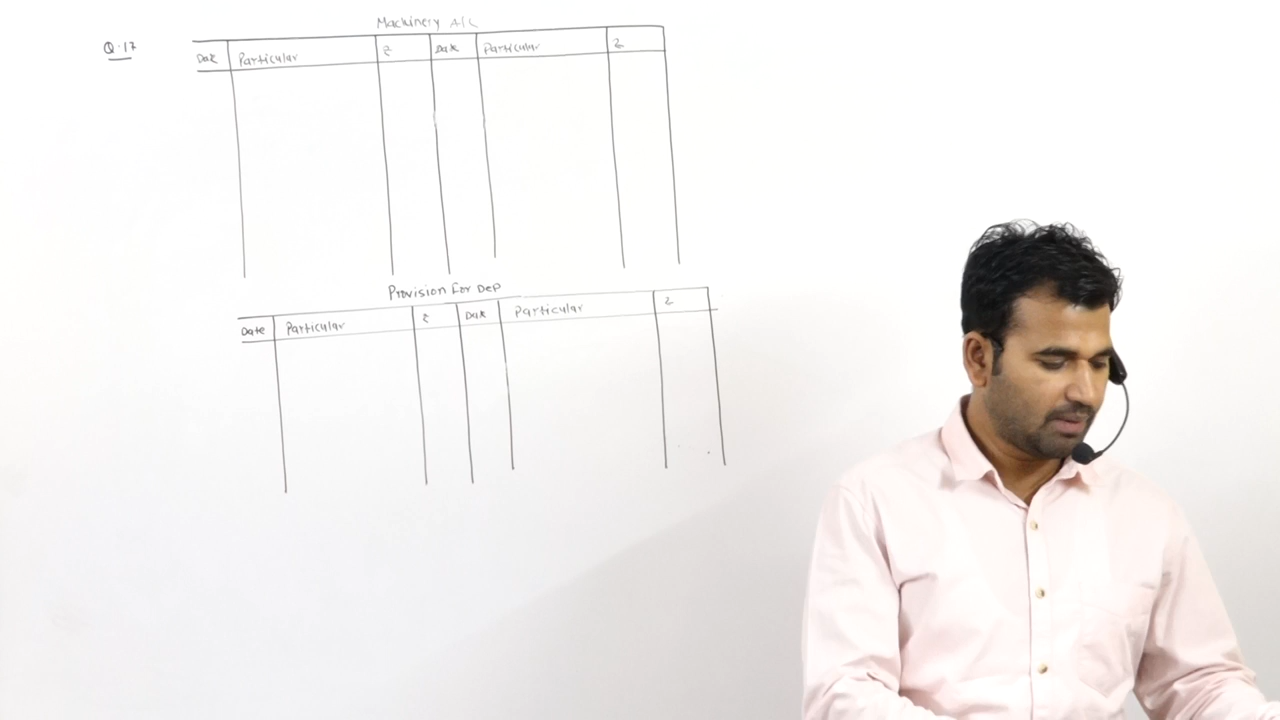 Machinery A/c
Q.17
Date Particular ₹ Date Particular ₹
Provision For Dep
Date Particular ₹ Date Particular ₹